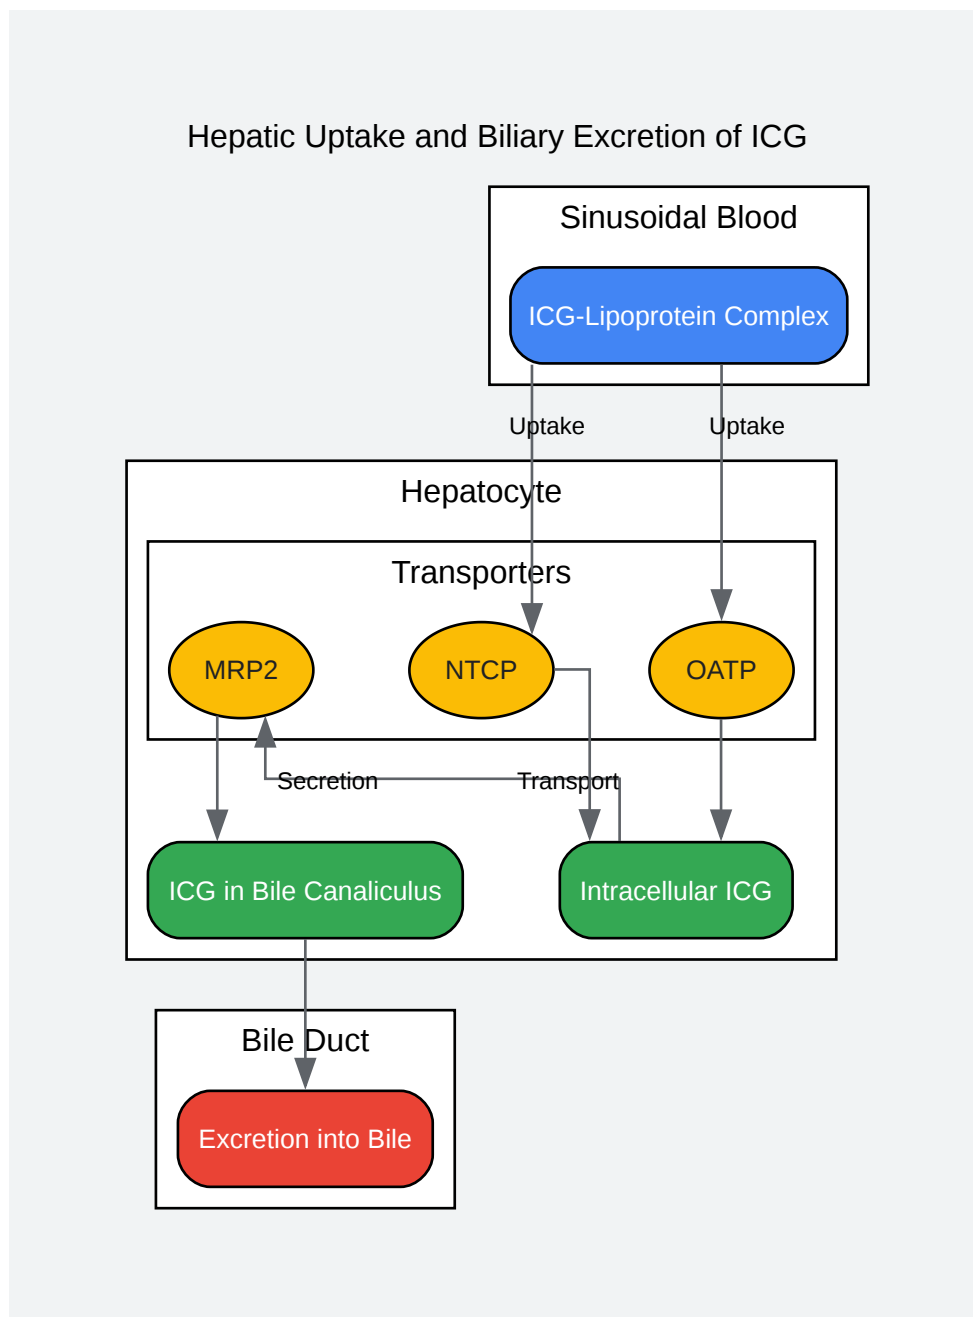 Hepatic Uptake and Biliary Excretion of ICG
Sinusoidal Blood
ICG-Lipoprotein Complex
Uptake
Uptake
Hepatocyte
Transporters
MRP2
NTCP
OATP
Secretion
Transport
ICG in Bile Canaliculus
Intracellular ICG
Bile Duct
Excretion into Bile